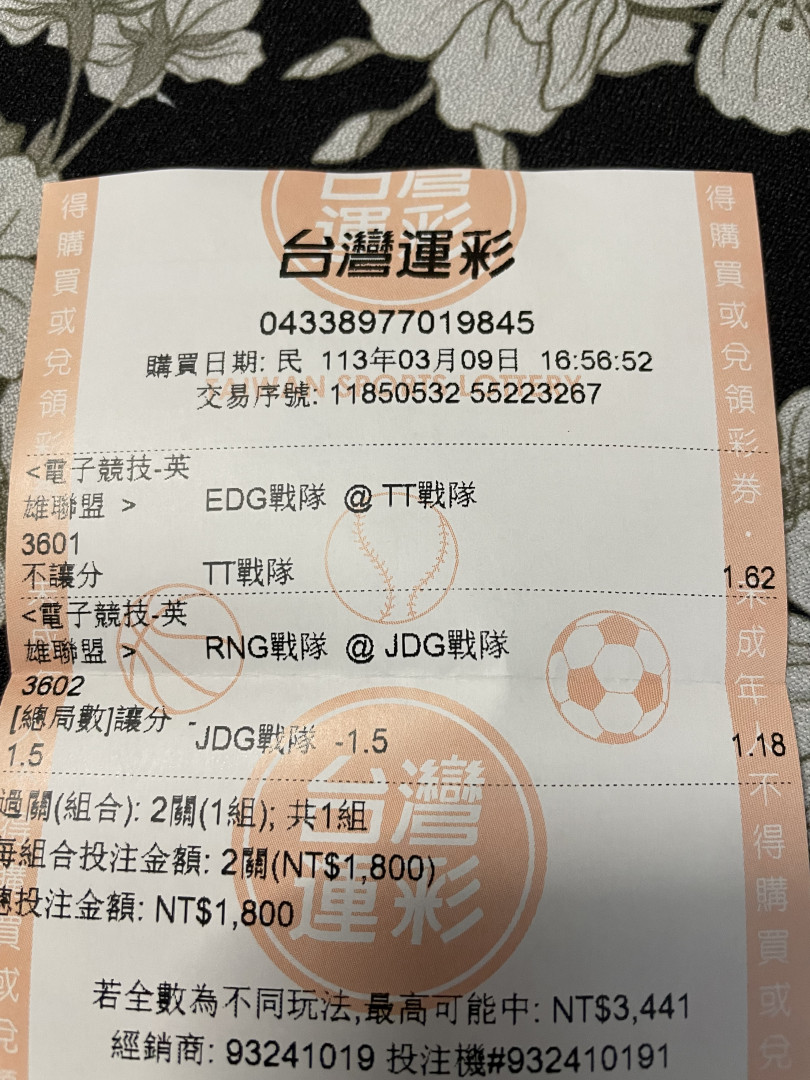 台灣
運彩
台灣運彩
04338977019845
購買日期: 民 113年03月09日 16:56:52
TAIWAN SPORTS LOTTERY
交易序號: 11850532 55223267
<電子競技-英
雄聯盟 > EDG戰隊 @ TT戰隊
3601
不讓分 TT戰隊 1.62
<電子競技-英
雄聯盟 > RNG戰隊 @ JDG戰隊
3602
[總局數]讓分 -
1.5 JDG戰隊 -1.5 1.18
過關(組合): 2關(1組); 共1組
每組合投注金額: 2關(NT$1,800)
總投注金額: NT$1,800
台灣
運彩
若全數為不同玩法,最高可能中: NT$3,441
經銷商: 93241019 投注機#932410191
得購買或兌領彩
得購買或兌領彩券．未成年人不得購買或兌